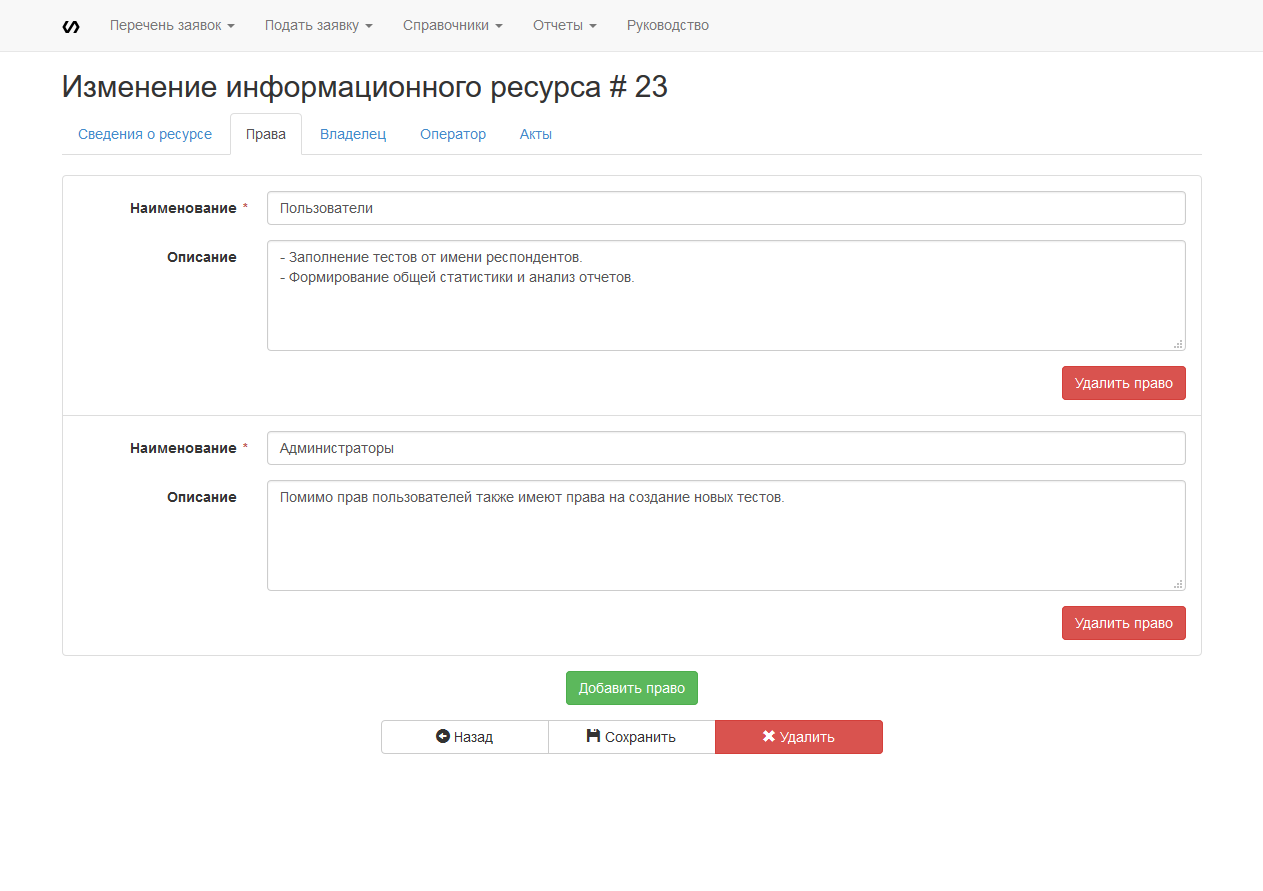 Перечень заявок Подать заявку Справочники Отчеты Руководство
Изменение информационного ресурса # 23
Сведения о ресурсе Права Владелец Оператор Акты
Наименование * Пользователи
Описание - Заполнение тестов от имени респондентов.
- Формирование общей статистики и анализ отчетов.
Удалить право
Наименование * Администраторы
Описание Помимо прав пользователей также имеют права на создание новых тестов.
Удалить право
Добавить право
Назад Сохранить Удалить